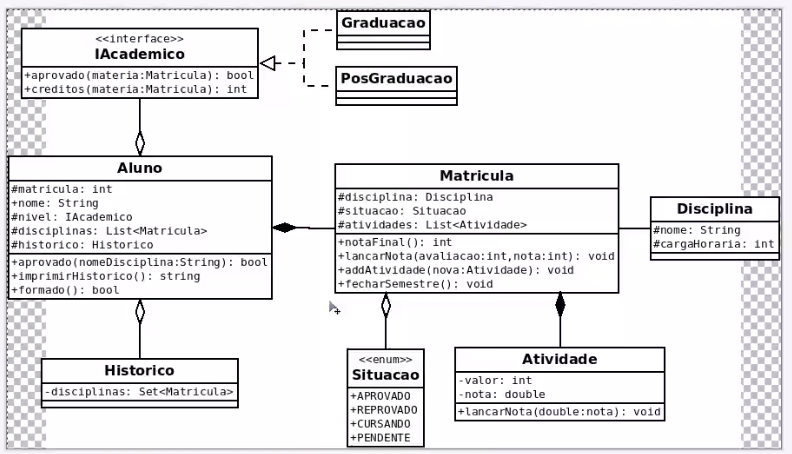 <<interface>>
IAcademico
+aprovado(materia:Matricula): bool
+creditos(materia:Matricula): int
Graduacao
PosGraduacao
Aluno
#matricula: int
+nome: String
#nivel: IAcademico
#disciplinas: List<Matricula>
#historico: Historico
+aprovado(nomeDisciplina:String): bool
+imprimirHistorico(): string
+formado(): bool
Matricula
#disciplina: Disciplina
#situacao: Situacao
#atividades: List<Atividade>
+notaFinal(): int
+lancarNota(avaliacao:int,nota:int): void
+addAtividade(nova:Atividade): void
+fecharSemestre(): void
Disciplina
#nome: String
#cargaHoraria: int
Historico
-disciplinas: Set<Matricula>
<<enum>>
Situacao
+APROVADO
+REPROVADO
+CURSANDO
+PENDENTE
Atividade
-valor: int
-nota: double
+lancarNota(double:nota): void